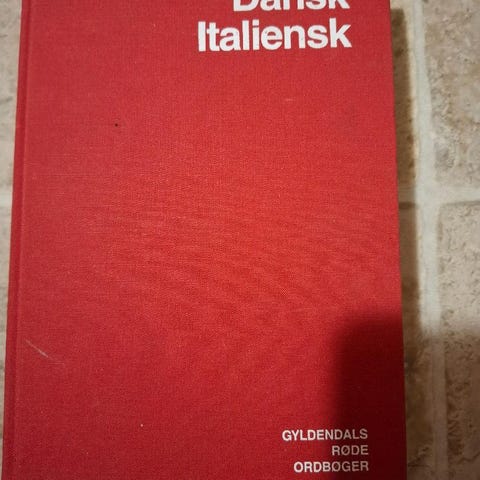 Dansk
Italiensk
GYLDENDALS
RØDE
ORDBØGER